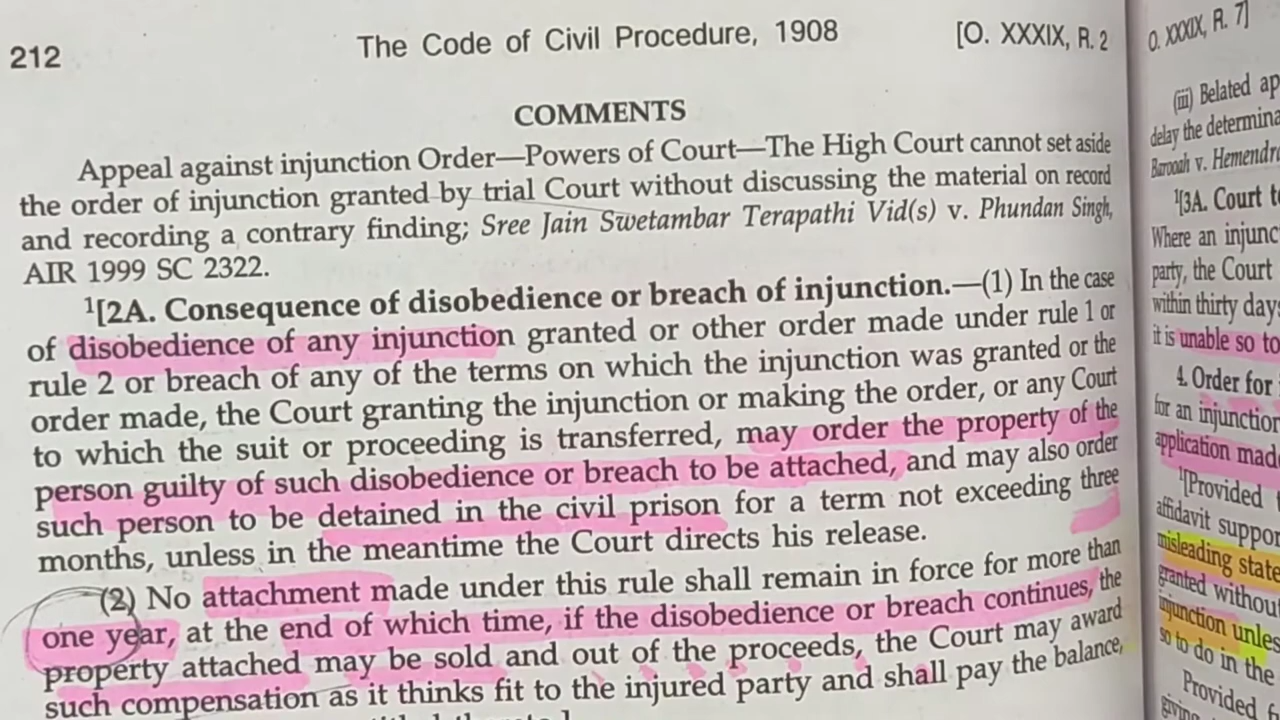 212 The Code of Civil Procedure, 1908 [O. XXXIX, R. 2
COMMENTS
Appeal against injunction Order—Powers of Court—The High Court cannot set aside
the order of injunction granted by trial Court without discussing the material on record
and recording a contrary finding; Sree Jain Swetambar Terapathi Vid(s) v. Phundan Singh,
AIR 1999 SC 2322.
1[2A. Consequence of disobedience or breach of injunction.—(1) In the case
of disobedience of any injunction granted or other order made under rule 1 or
rule 2 or breach of any of the terms on which the injunction was granted or the
order made, the Court granting the injunction or making the order, or any Court
to which the suit or proceeding is transferred, may order the property of the
person guilty of such disobedience or breach to be attached, and may also order
such person to be detained in the civil prison for a term not exceeding three
months, unless in the meantime the Court directs his release.
(2) No attachment made under this rule shall remain in force for more than
one year, at the end of which time, if the disobedience or breach continues, the
property attached may be sold and out of the proceeds, the Court may award
such compensation as it thinks fit to the injured party and shall pay the balance,
O. XXXIX, R. 7]
(iii) Belated ap
delay the determina
Barooah v. Hemendra
1[3A. Court to
Where an injunc
party, the Court
within thirty days
it is unable so to
4. Order for
for an injunction
application made
1[Provided
affidavit suppor
misleading state
granted without
injunction unles
so to do in the
Provided f
giving